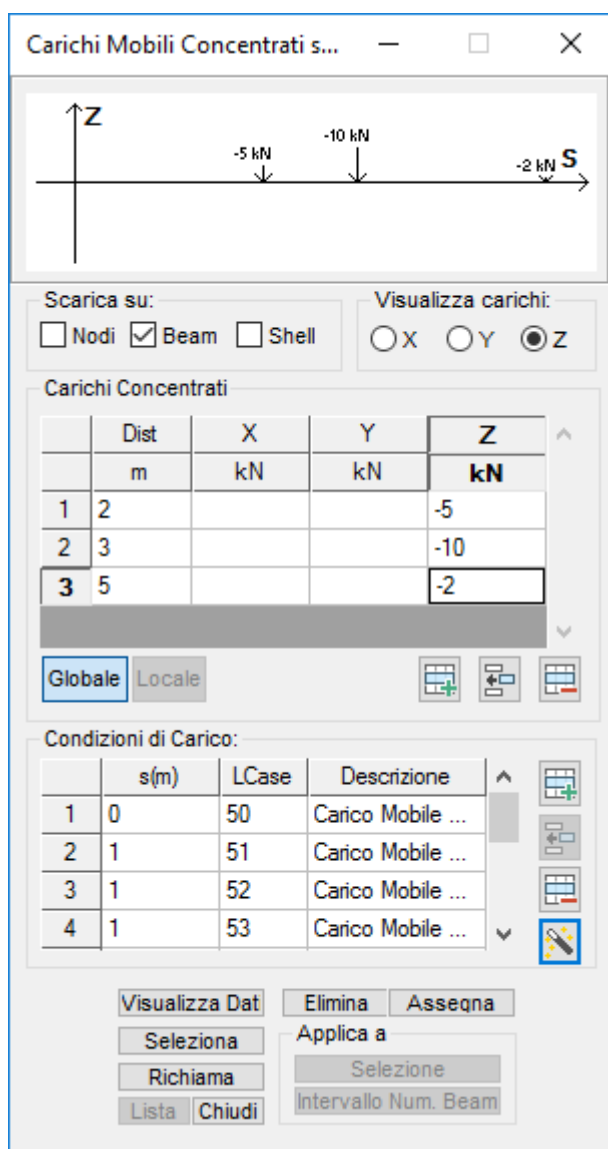 Carichi Mobili Concentrati s...
Z
-5 kN
-10 kN
-2 kN S
Scarica su:
Nodi Beam Shell
Visualizza carichi:
X Y Z
Carichi Concentrati
Dist X Y Z
m kN kN kN
1 2 -5
2 3 -10
3 5 -2
Globale Locale
Condizioni di Carico:
s(m) LCase Descrizione
1 0 50 Carico Mobile ...
2 1 51 Carico Mobile ...
3 1 52 Carico Mobile ...
4 1 53 Carico Mobile ...
Visualizza Dat Elimina Assegna
Seleziona
Applica a
Richiama
Selezione
Lista Chiudi
Intervallo Num. Beam